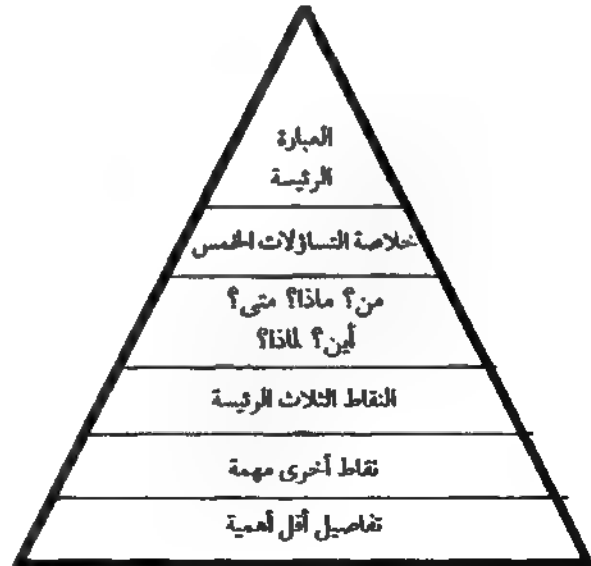 العبارة
الرئيسة
خلاصة التساؤلات الخمس
من؟ ماذا؟ متى؟
أين؟ لماذا؟
النقاط الثلاث الرئيسة
نقاط أخرى مهمة
تفاصيل أقل أهمية